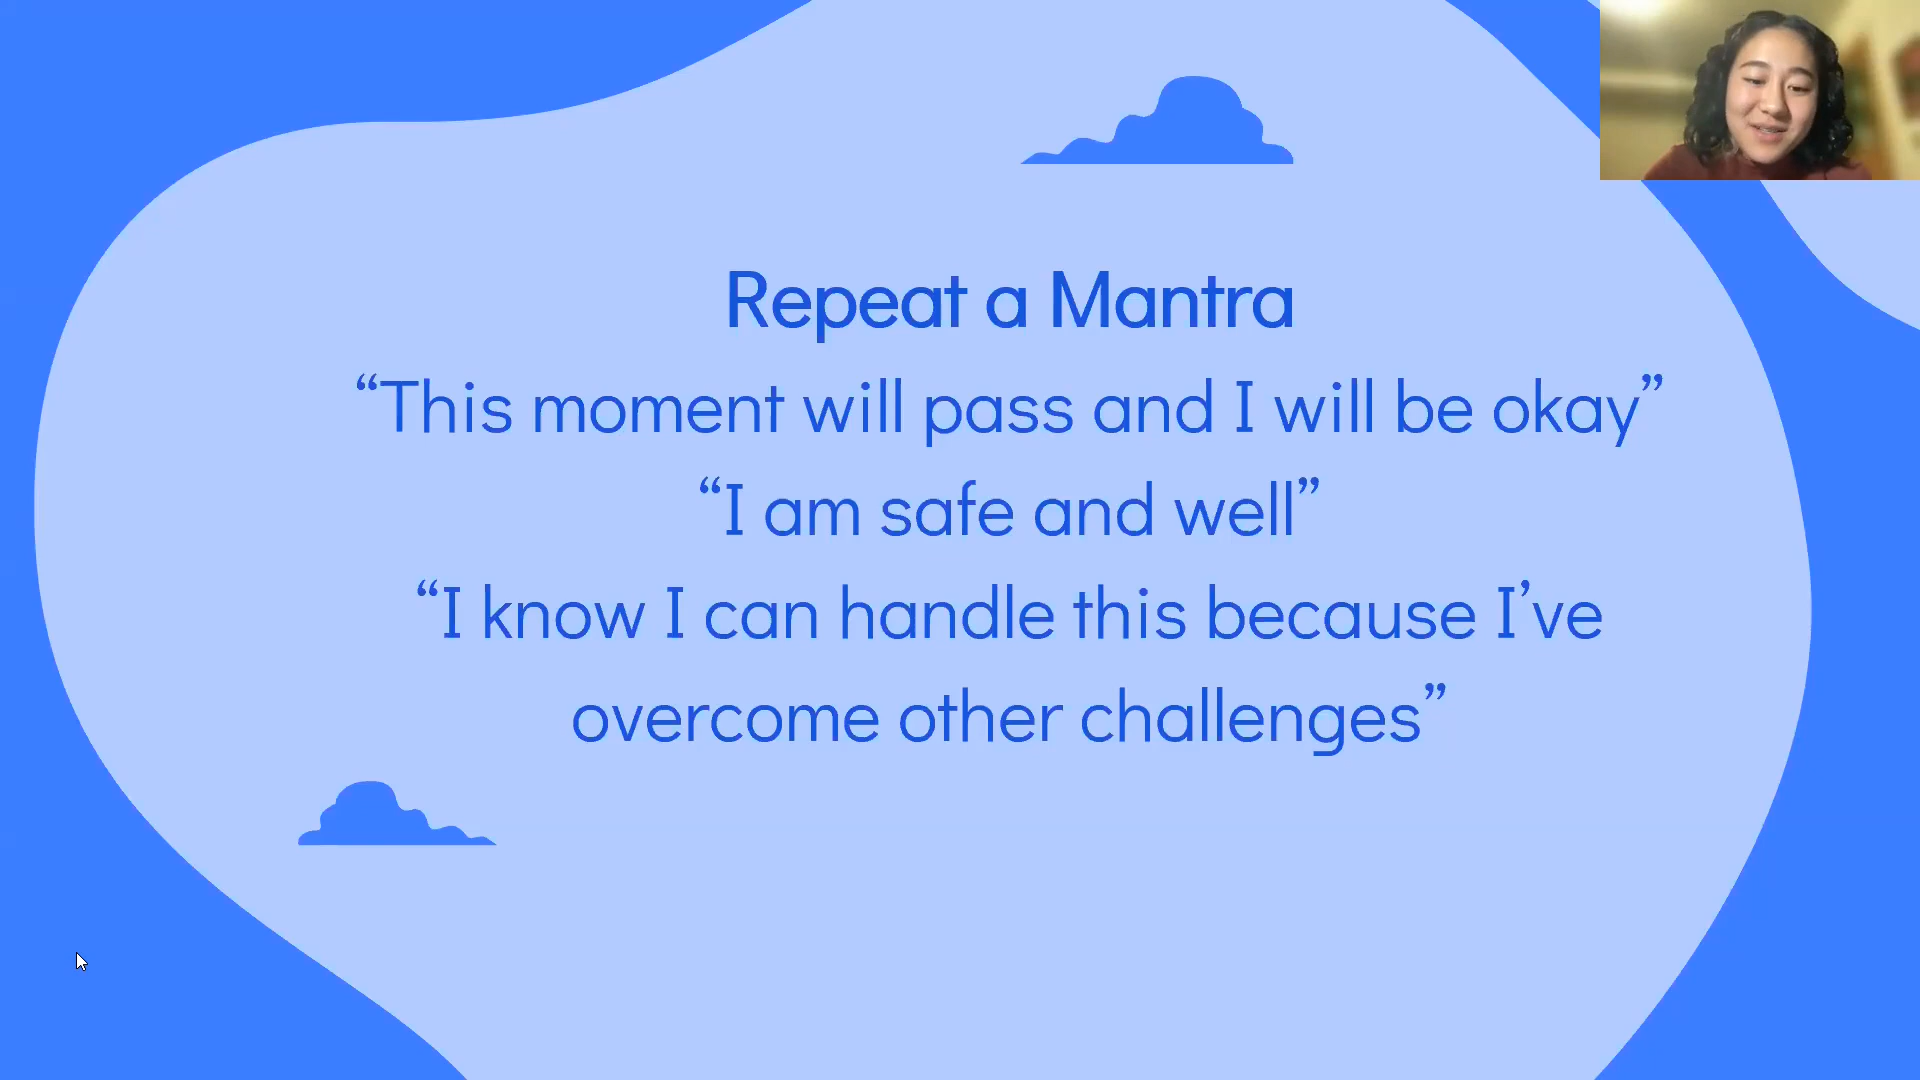 Repeat a Mantra
“This moment will pass and I will be okay”
“I am safe and well”
“I know I can handle this because I’ve
overcome other challenges”